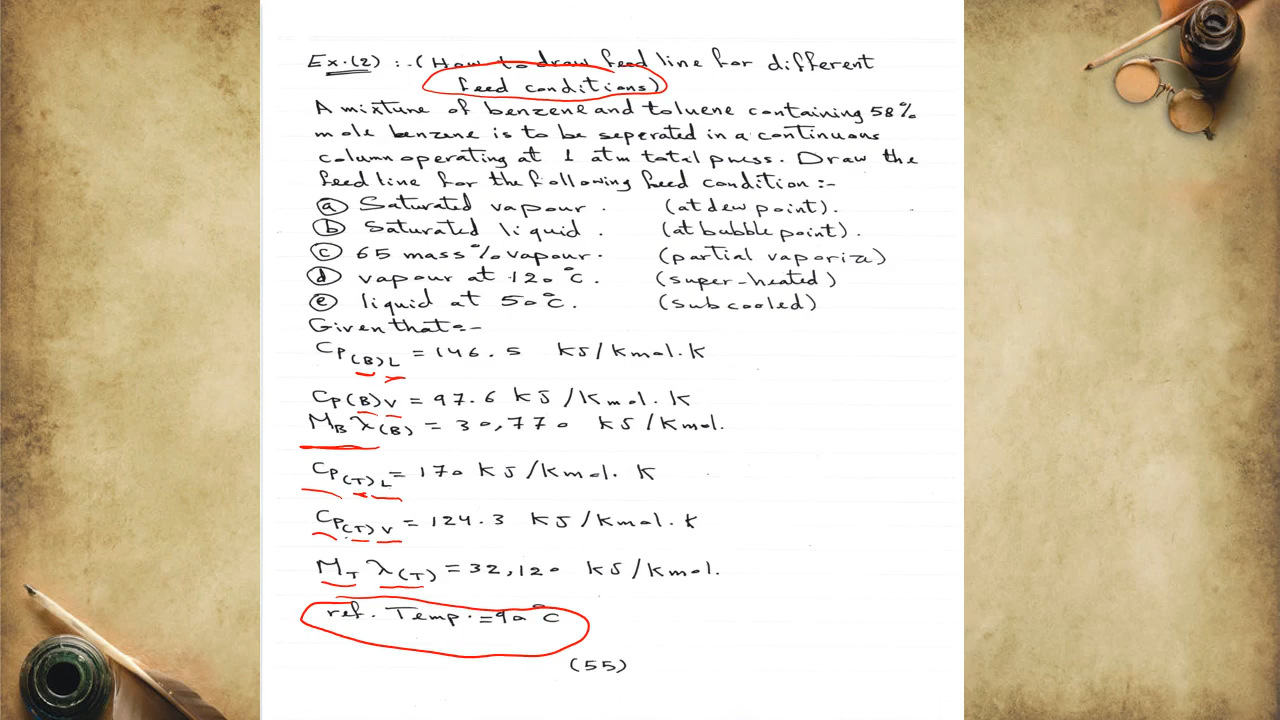 Ex.(2) :.(How to draw feed line for different
feed conditions)
A mixture of benzene and toluene containing 58%
mole benzene is to be seperated in a continuous
column operating at 1 atm total press. Draw the
feed line for the following feed condition :-
(a) Saturated vapour. (at dew point).
(b) Saturated liquid. (at bubble point).
(c) 65 mass% vapour. (partial vaporize)
(d) vapour at 120°C. (super-heated)
(e) liquid at 50°C. (subcooled)
Given that :-
Cp(B)L = 146.5 kJ/kmol.K
Cp(B)V = 97.6 kJ/kmol.K
MB λ(B) = 30,770 kJ/kmol.
Cp(T)L = 170 kJ/kmol.K
Cp(T)V = 124.3 kJ/kmol.K
MT λ(T) = 32,120 kJ/kmol.
ref. Temp. = 90°C
(55)